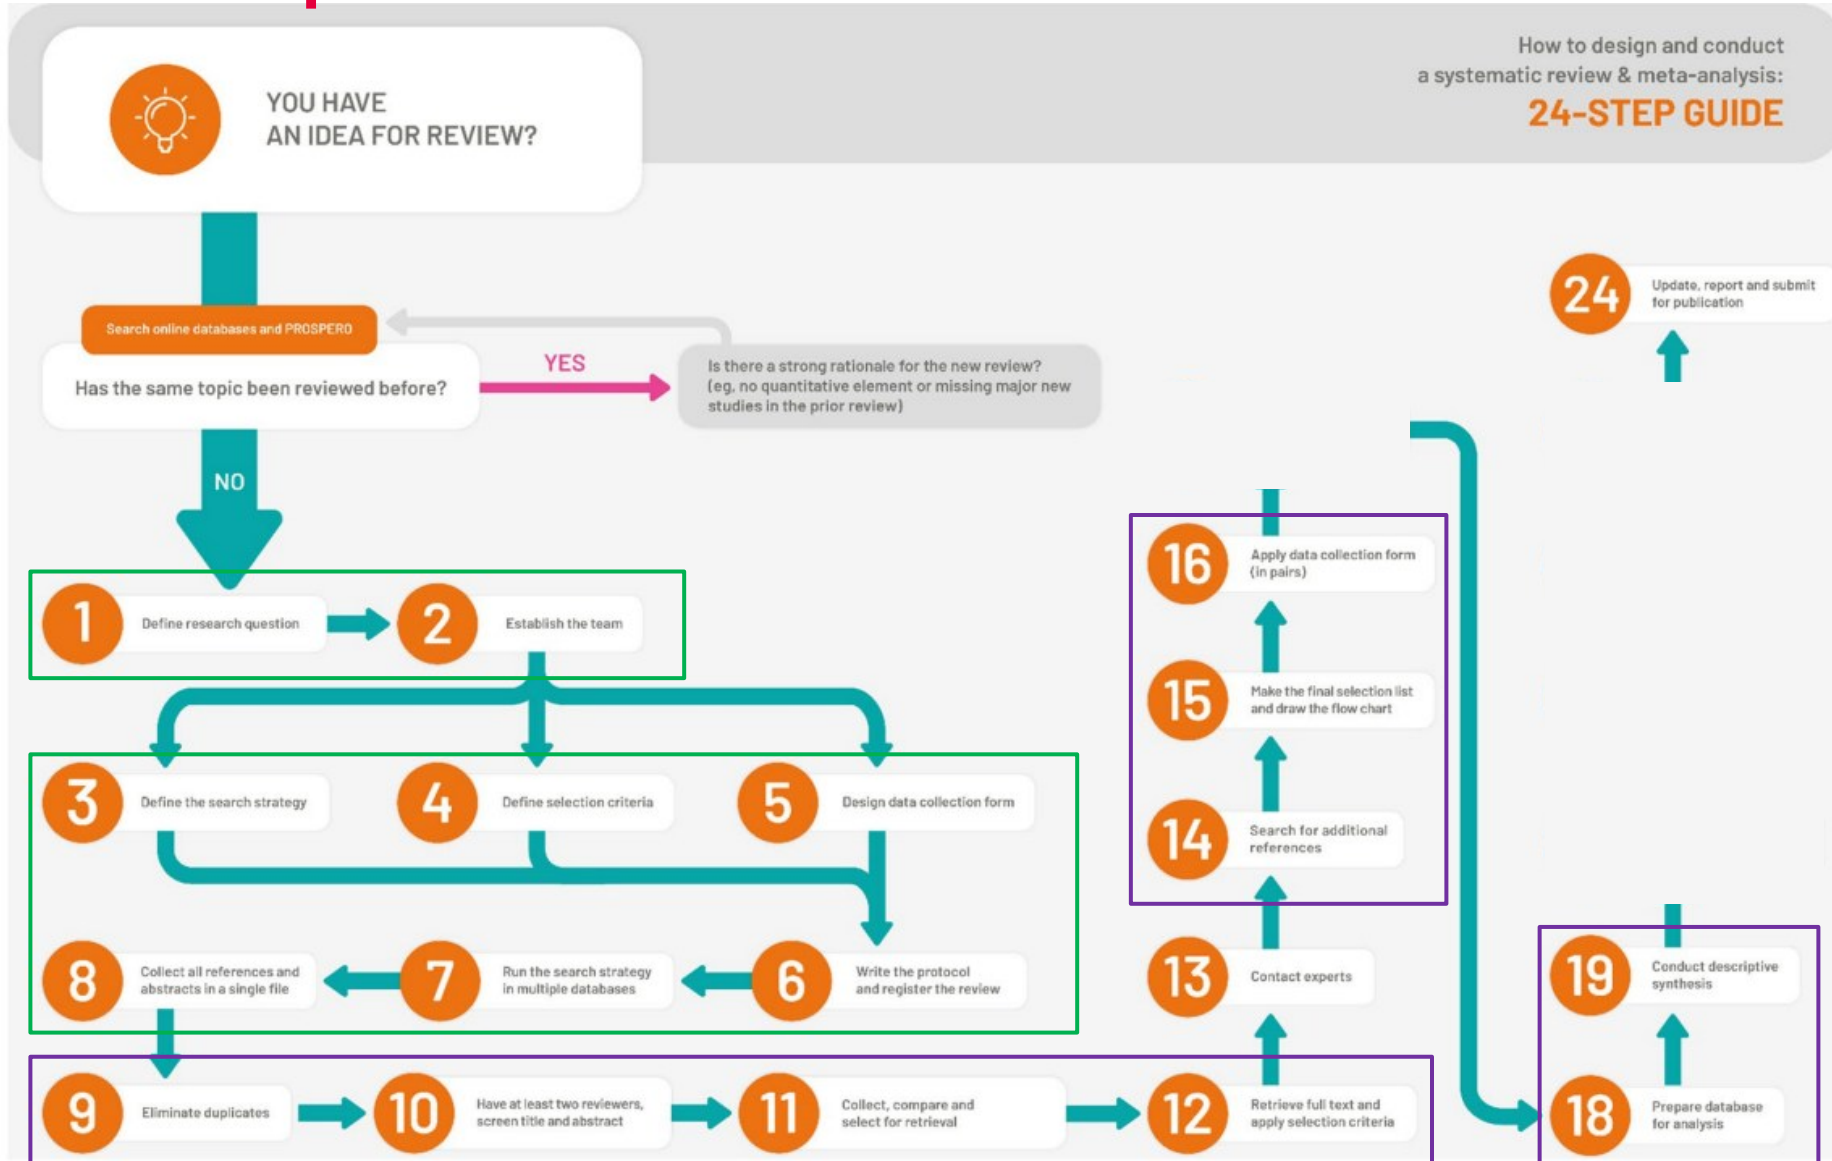 YOU HAVE
AN IDEA FOR REVIEW?
How to design and conduct
a systematic review & meta-analysis:
24-STEP GUIDE
Search online databases and PROSPERO
Has the same topic been reviewed before?
YES
Is there a strong rationale for the new review?
(eg, no quantitative element or missing major new
studies in the prior review)
NO
1
Define research question
2
Establish the team
3
Define the search strategy
4
Define selection criteria
5
Design data collection form
6
Write the protocol
and register the review
7
Run the search strategy
in multiple databases
8
Collect all references and
abstracts in a single file
9
Eliminate duplicates
10
Have at least two reviewers,
screen title and abstract
11
Collect, compare and
select for retrieval
12
Retrieve full text and
apply selection criteria
13
Contact experts
14
Search for additional
references
15
Make the final selection list
and draw the flow chart
16
Apply data collection form
(in pairs)
18
Prepare database
for analysis
19
Conduct descriptive
synthesis
24
Update, report and submit
for publication